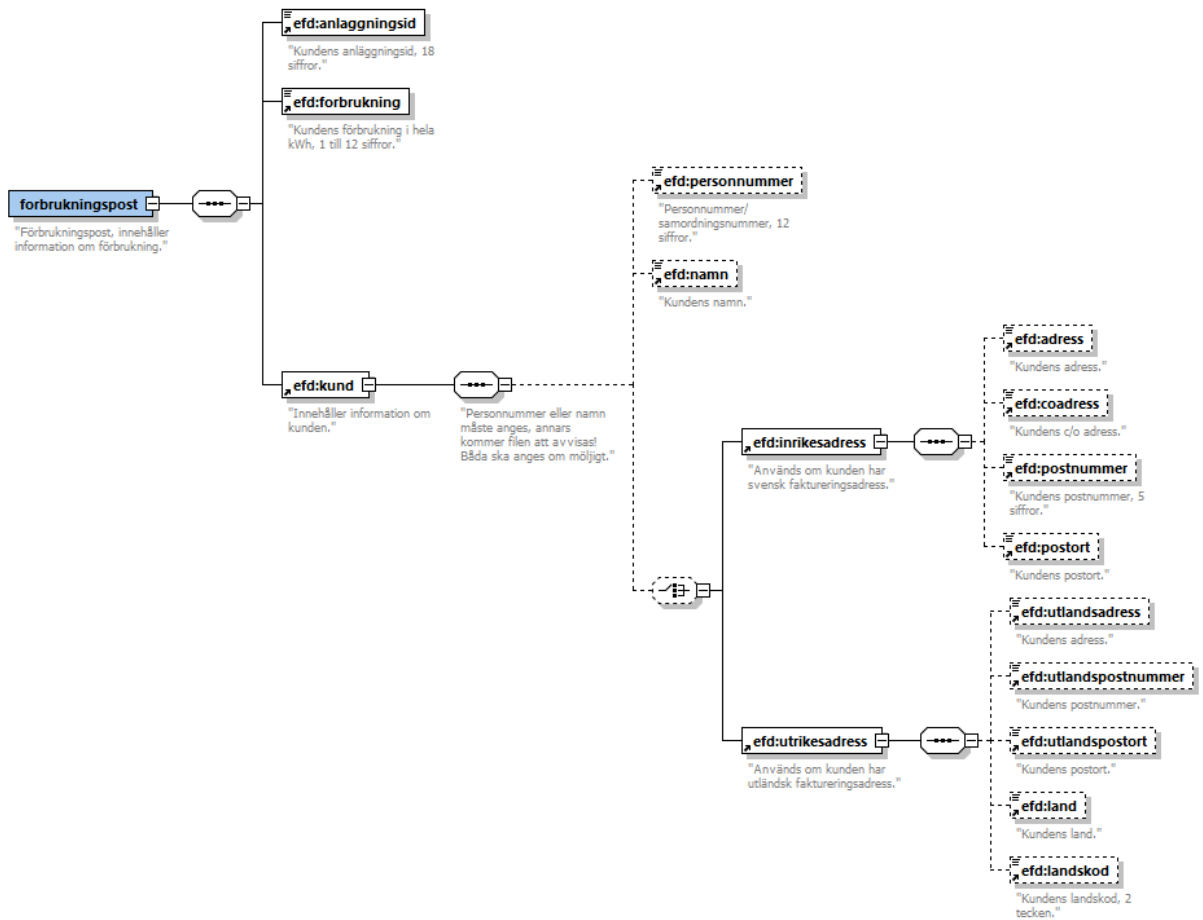 efd:anlaggningsid
"Kundens anläggningsid, 18
siffror."
efd:forbrukning
"Kundens förbrukning i hela
kWh, 1 till 12 siffror."
forbrukningspost
"Förbrukningspost, innehåller
information om förbrukning."
efd:personnummer
"Personnummer/
samordningsnummer, 12
siffror."
efd:namn
"Kundens namn."
efd:kund
"Innehåller information om
kunden."
"Personnummer eller namn
måste anges, annars
kommer filen att avvisas!
Båda ska anges om möljigt."
efd:inrikesadress
"Används om kunden har
svensk faktureringsadress."
efd:adress
"Kundens adress."
efd:coadress
"Kundens c/o adress."
efd:postnummer
"Kundens postnummer, 5
siffror."
efd:postort
"Kundens postort."
efd:utrikesadress
"Används om kunden har
utländsk faktureringsadress."
efd:utlandsadress
"Kundens adress."
efd:utlandspostnummer
"Kundens postnummer."
efd:utlandspostort
"Kundens postort."
efd:land
"Kundens land."
efd:landskod
"Kundens landskod, 2
tecken."